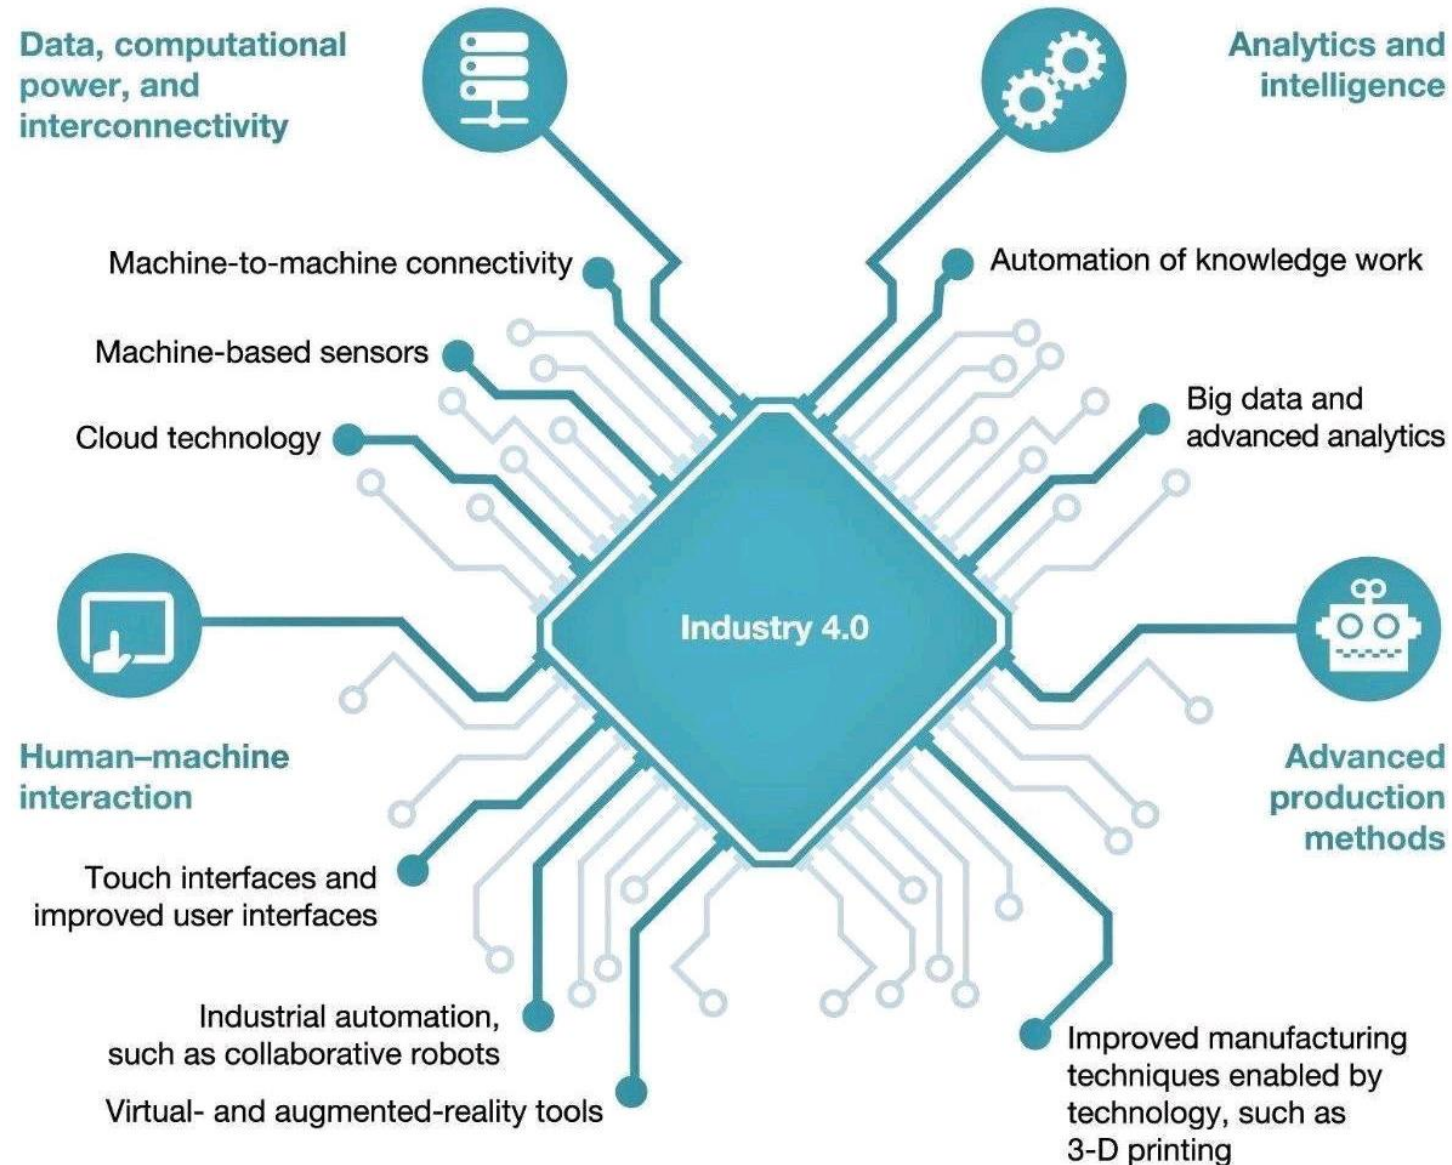 Data, computational
power, and
interconnectivity
Analytics and
intelligence
Machine-to-machine connectivity
Automation of knowledge work
Machine-based sensors
Big data and
advanced analytics
Cloud technology
Industry 4.0
Human–machine
interaction
Advanced
production
methods
Touch interfaces and
improved user interfaces
Industrial automation,
such as collaborative robots
Virtual- and augmented-reality tools
Improved manufacturing
techniques enabled by
technology, such as
3-D printing